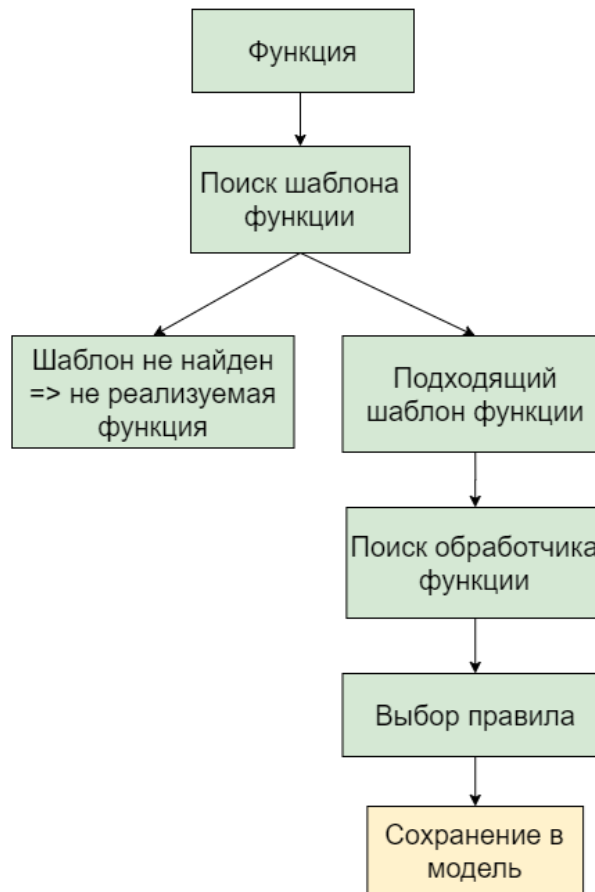 Функция
Поиск шаблона
функции
Шаблон не найден
=> не реализуемая
функция
Подходящий
шаблон функции
Поиск обработчика
функции
Выбор правила
Сохранение в
модель